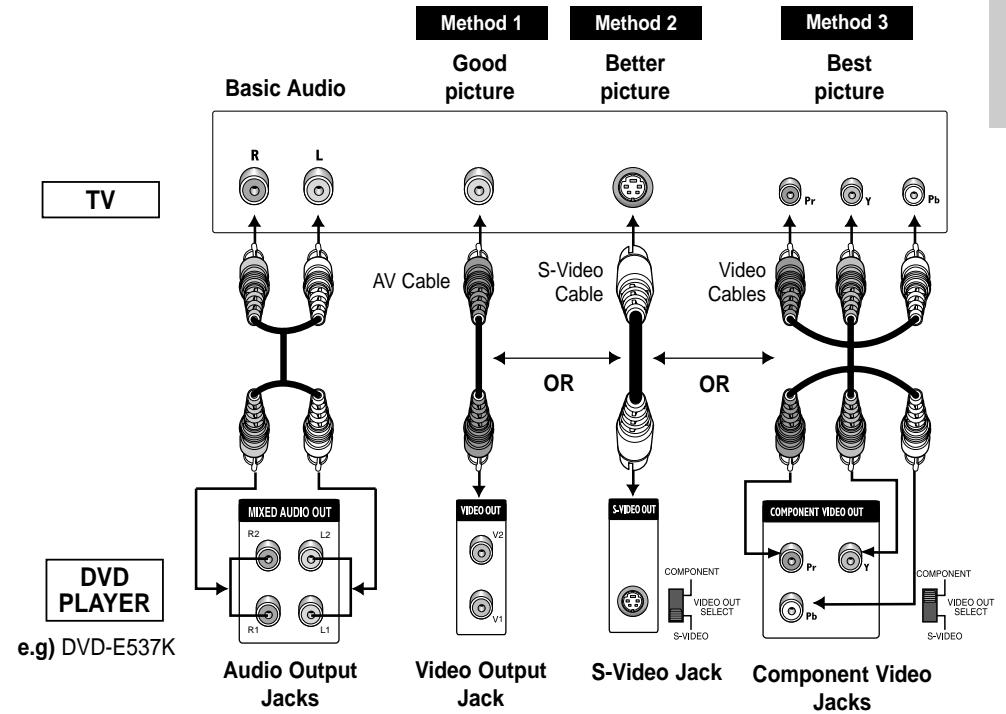 Method 1
Method 2
Method 3
Good
picture
Better
picture
Best
picture
Basic Audio
R
L
Pr
Y
Pb
TV
AV Cable
S-Video
Cable
Video
Cables
OR
OR
MIXED AUDIO OUT
R2
L2
R1
L1
VIDEO OUT
V2
V1
S-VIDEO OUT
COMPONENT
VIDEO OUT
SELECT
S-VIDEO
COMPONENT VIDEO OUT
Pr
Y
Pb
COMPONENT
VIDEO OUT
SELECT
S-VIDEO
DVD
PLAYER
e.g) DVD-E537K
Audio Output
Jacks
Video Output
Jack
S-Video Jack
Component Video
Jacks